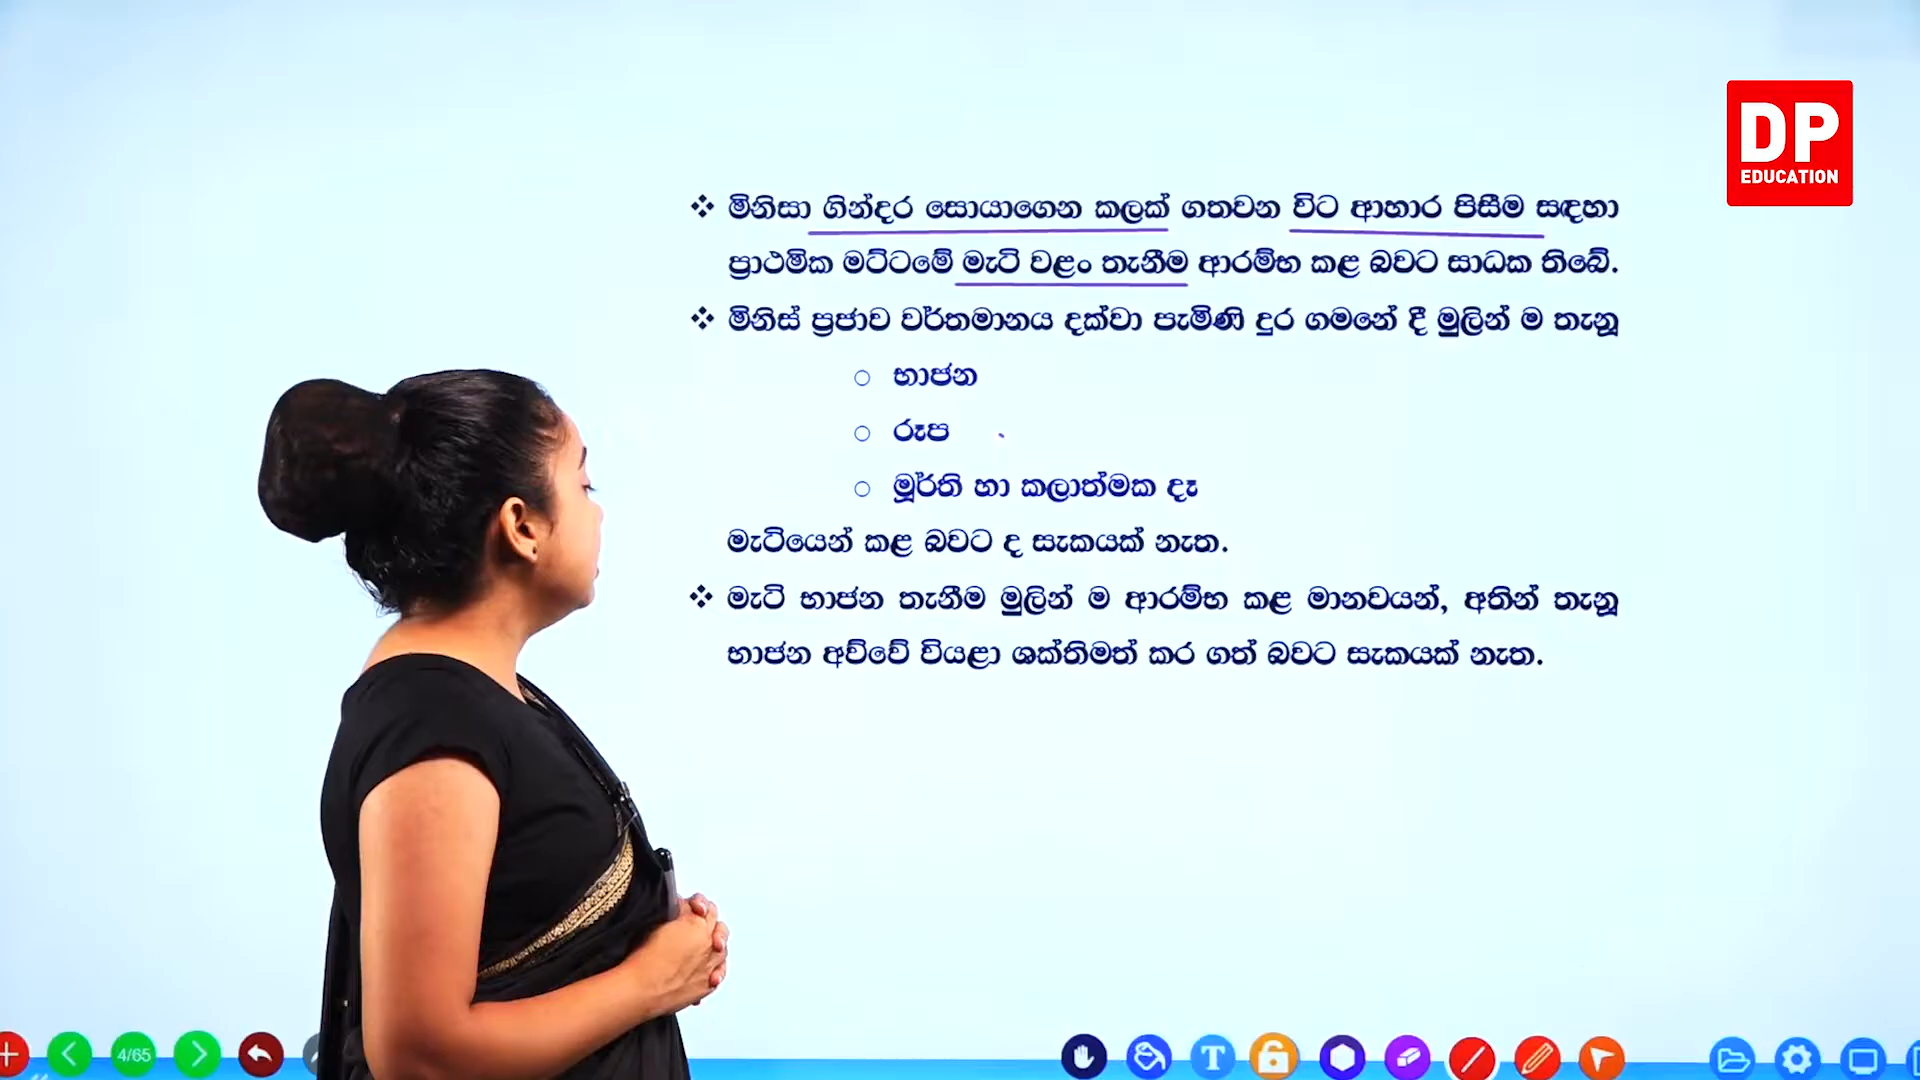 DP
EDUCATION
❖ මිනිසා ගින්දර සොයාගෙන කලක් ගතවන විට ආහාර පිසීම සඳහා
ප්‍රාථමික මට්ටමේ මැටි වළං තැනීම ආරම්භ කළ බවට සාධක තිබේ.
❖ මිනිස් ප්‍රජාව වර්තමානය දක්වා පැමිණි දුර ගමනේ දී මුලින් ම තැනූ
○ භාජන
○ රූප
○ මූර්ති හා කලාත්මක දෑ
මැටියෙන් කළ බවට ද සැකයක් නැත.
❖ මැටි භාජන තැනීම මුලින් ම ආරම්භ කළ මානවයන්, අතින් තැනූ
භාජන අව්වේ වියළා ශක්තිමත් කර ගත් බවට සැකයක් නැත.
4/65
T